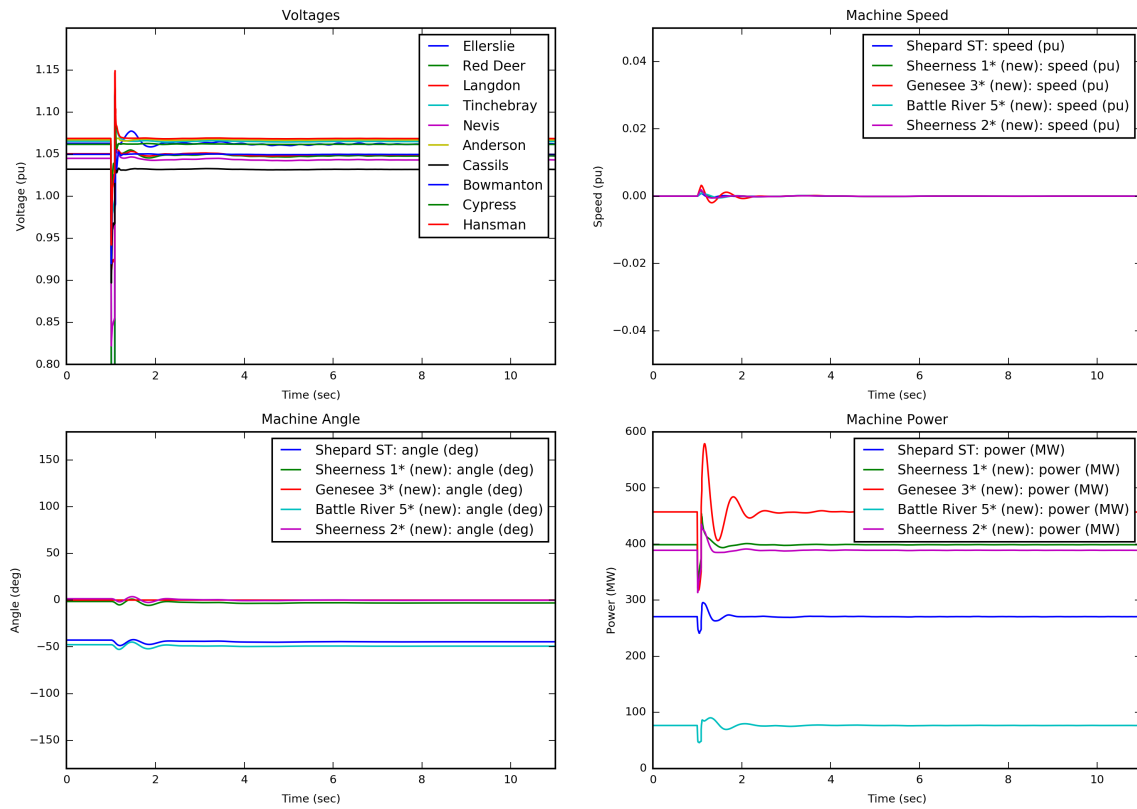 Voltages
1.15
1.10
1.05
1.00
0.95
0.90
0.85
0.80
Voltage (pu)
0
2
4
6
8
10
Time (sec)
Ellerslie
Red Deer
Langdon
Tinchebray
Nevis
Anderson
Cassils
Bowmanton
Cypress
Hansman
Machine Speed
0.04
0.02
0.00
−0.02
−0.04
Speed (pu)
0
2
4
6
8
10
Time (sec)
Shepard ST: speed (pu)
Sheerness 1* (new): speed (pu)
Genesee 3* (new): speed (pu)
Battle River 5* (new): speed (pu)
Sheerness 2* (new): speed (pu)
Machine Angle
150
100
50
0
−50
−100
−150
Angle (deg)
0
2
4
6
8
10
Time (sec)
Shepard ST: angle (deg)
Sheerness 1* (new): angle (deg)
Genesee 3* (new): angle (deg)
Battle River 5* (new): angle (deg)
Sheerness 2* (new): angle (deg)
Machine Power
600
500
400
300
200
100
0
Power (MW)
0
2
4
6
8
10
Time (sec)
Shepard ST: power (MW)
Sheerness 1* (new): power (MW)
Genesee 3* (new): power (MW)
Battle River 5* (new): power (MW)
Sheerness 2* (new): power (MW)